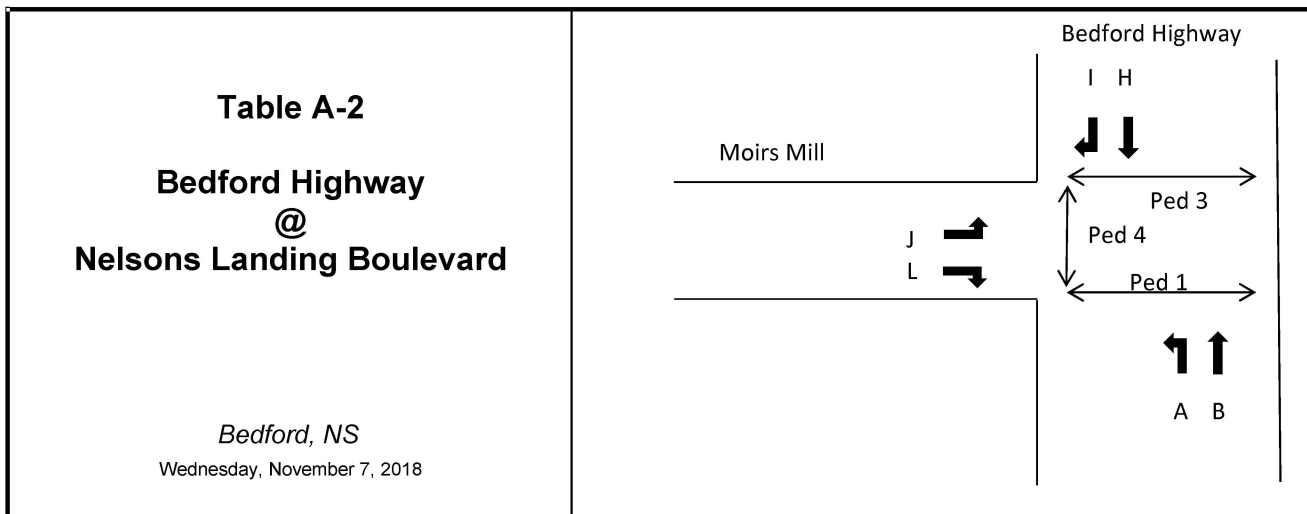 Table A-2
Bedford Highway
@
Nelsons Landing Boulevard
Bedford, NS
Wednesday, November 7, 2018
Bedford Highway
I H
Moirs Mill
Ped 3
J
Ped 4
L
Ped 1
A B